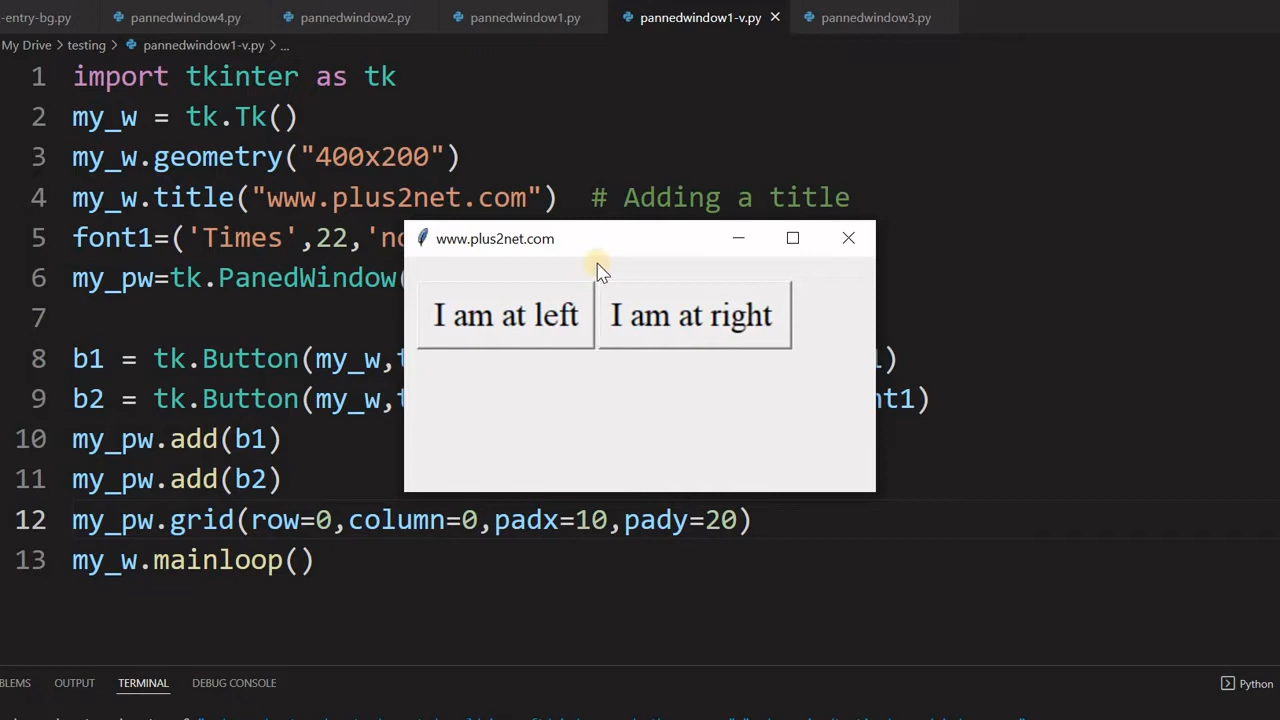 -entry-bg.py pannedwindow4.py pannedwindow2.py pannedwindow1.py pannedwindow1-v.py pannedwindow3.py
My Drive > testing > pannedwindow1-v.py > ...
1 import tkinter as tk
2 my_w = tk.Tk()
3 my_w.geometry("400x200")
4 my_w.title("www.plus2net.com") # Adding a title
5 font1=('Times',22,'no
www.plus2net.com
6 my_pw=tk.PanedWindow(
I am at left I am at right
7
8 b1 = tk.Button(my_w,t 1)
9 b2 = tk.Button(my_w,t nt1)
10 my_pw.add(b1)
11 my_pw.add(b2)
12 my_pw.grid(row=0,column=0,padx=10,pady=20)
13 my_w.mainloop()
BLEMS OUTPUT TERMINAL DEBUG CONSOLE Python